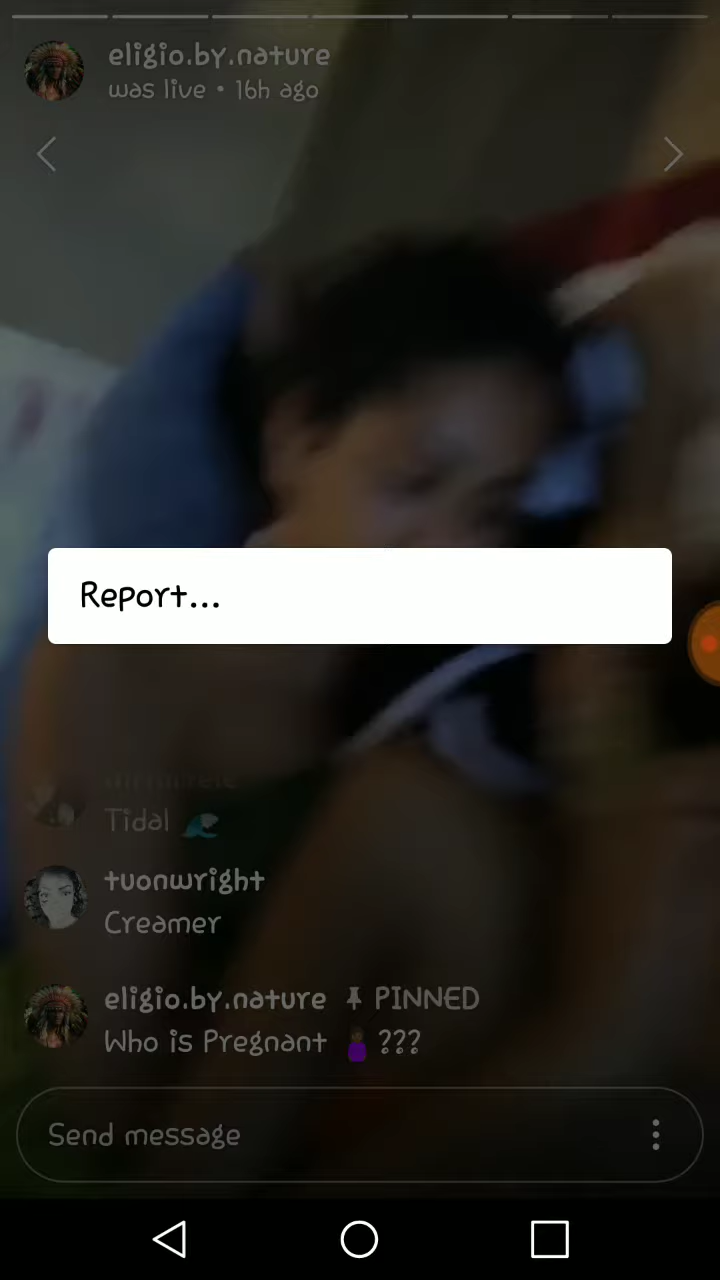 eligio.by.nature
was live • 16h ago
Report...
Tidal 🌊
tuonwright
Creamer
eligio.by.nature 📌 PINNED
Who is Pregnant 🤰🏾 ???
Send message